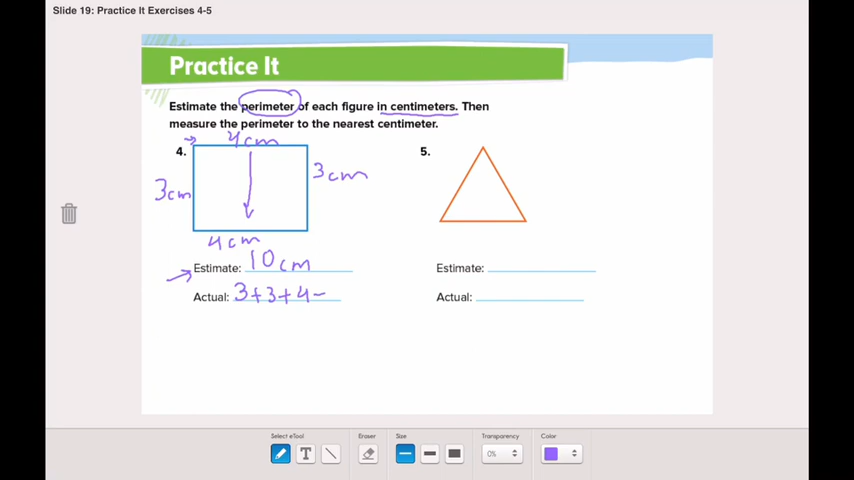 Slide 19: Practice It Exercises 4-5
Practice It
Estimate the perimeter of each figure in centimeters. Then
measure the perimeter to the nearest centimeter.
4.
4cm
3cm
3cm
4cm
Estimate: 10cm
Actual: 3+3+4-
5.
Estimate:
Actual:
Select eTool
Eraser
Size
Transparency
Color
T
0%